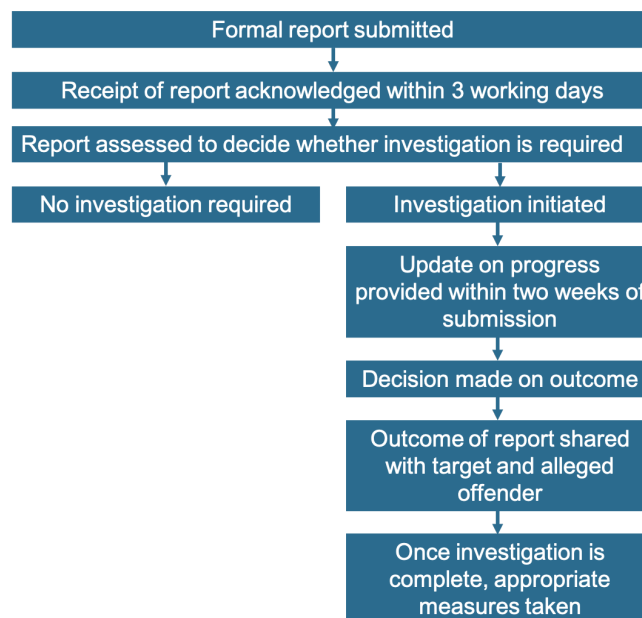 Formal report submitted
Receipt of report acknowledged within 3 working days
Report assessed to decide whether investigation is required
No investigation required
Investigation initiated
Update on progress
provided within two weeks of
submission
Decision made on outcome
Outcome of report shared
with target and alleged
offender
Once investigation is
complete, appropriate
measures taken